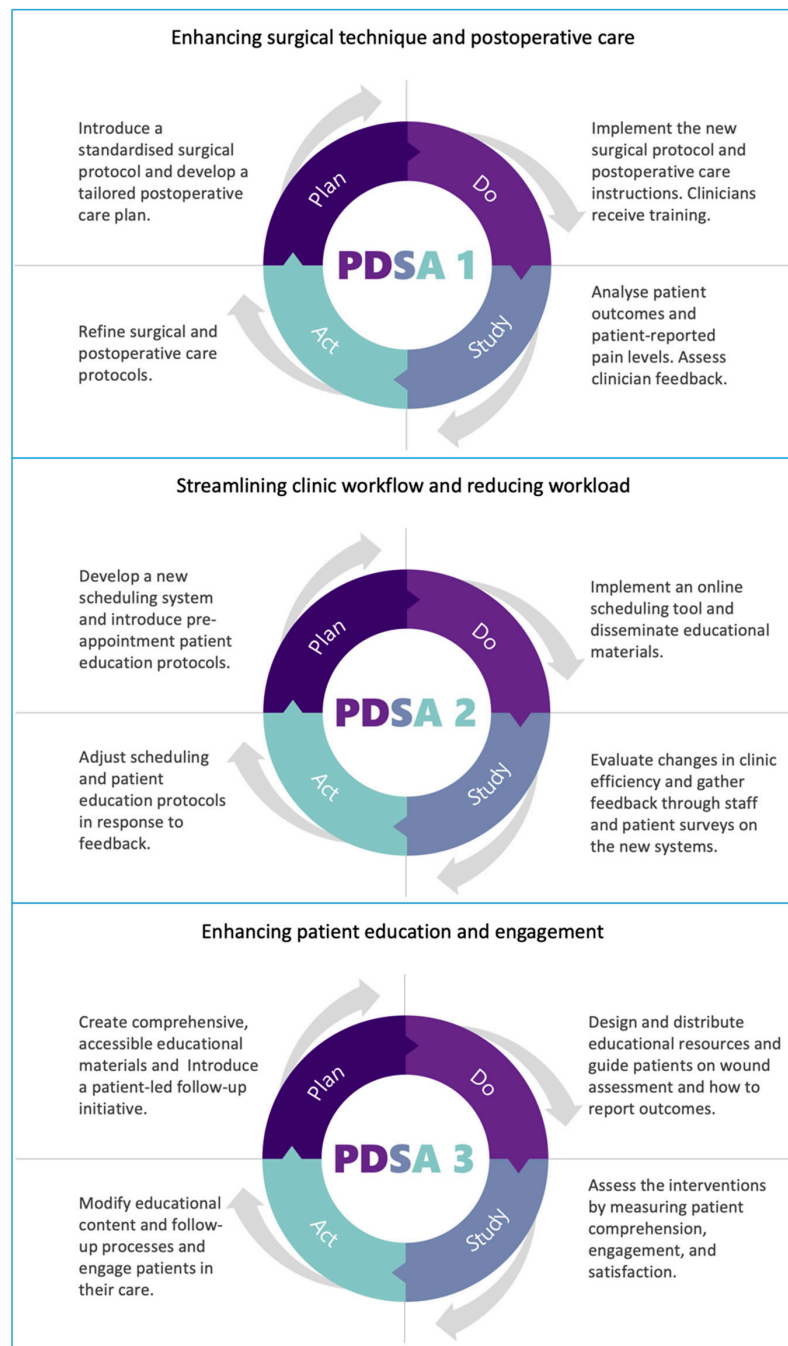 Enhancing surgical technique and postoperative care
Introduce a
standardised surgical
protocol and develop a
tailored postoperative
care plan.
Plan
Do
Implement the new
surgical protocol and
postoperative care
instructions. Clinicians
receive training.
PDSA 1
Refine surgical and
postoperative care
protocols.
Act
Study
Analyse patient
outcomes and
patient-reported
pain levels. Assess
clinician feedback.
Streamlining clinic workflow and reducing workload
Develop a new
scheduling system
and introduce pre-
appointment patient
education protocols.
Plan
Do
Implement an online
scheduling tool and
disseminate educational
materials.
PDSA 2
Adjust scheduling
and patient
education protocols
in response to
feedback.
Act
Study
Evaluate changes in clinic
efficiency and gather
feedback through staff
and patient surveys on
the new systems.
Enhancing patient education and engagement
Create comprehensive,
accessible educational
materials and  Introduce
a patient-led follow-up
initiative.
Plan
Do
Design and distribute
educational resources and
guide patients on wound
assessment and how to
report outcomes.
PDSA 3
Modify educational
content and follow-
up processes and
engage patients in
their care.
Act
Study
Assess the interventions
by measuring patient
comprehension,
engagement, and
satisfaction.